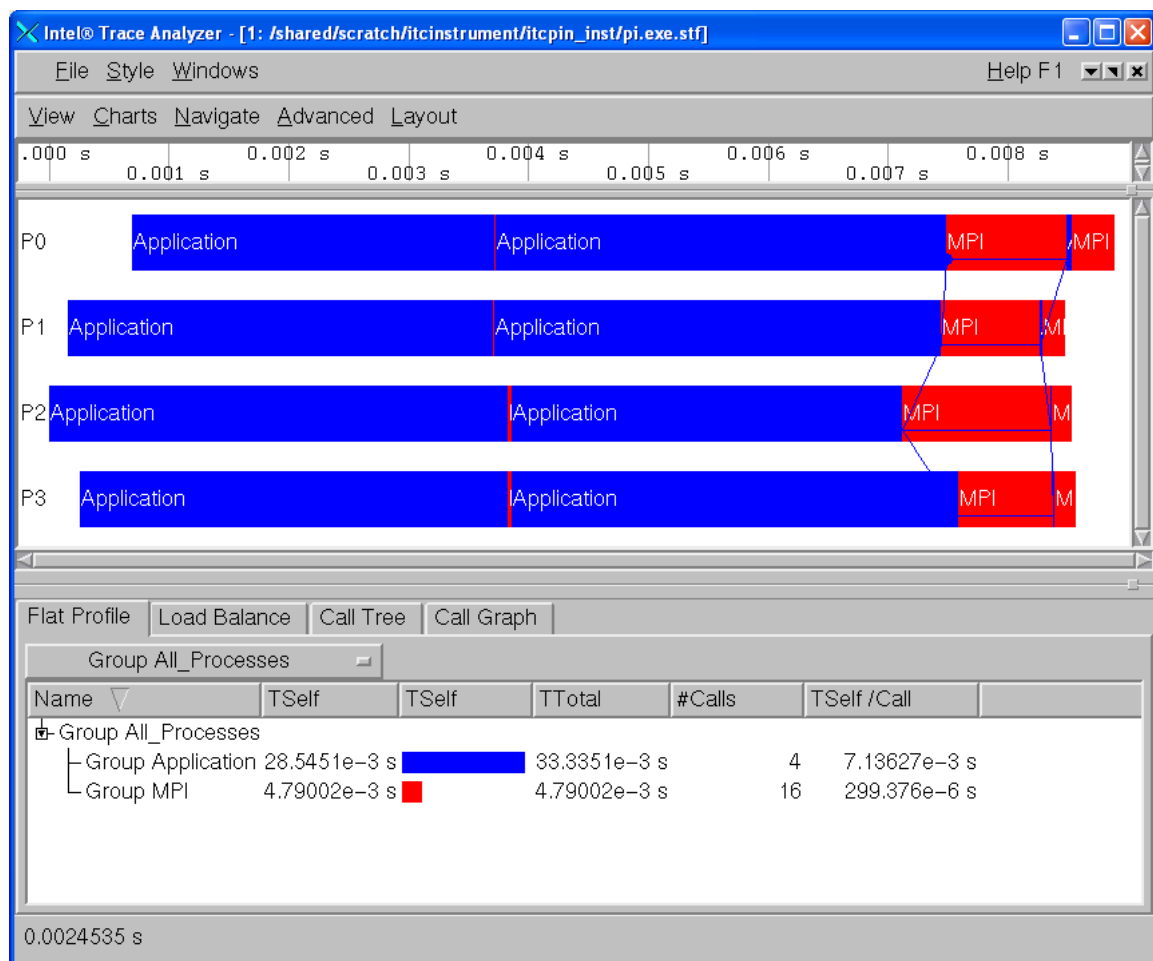 Intel® Trace Analyzer - [1: /shared/scratch/itcinstrument/itcpin_inst/pi.exe.stf]
File Style Windows Help F1
View Charts Navigate Advanced Layout
.000 s 0.002 s 0.004 s 0.006 s 0.008 s
0.001 s 0.003 s 0.005 s 0.007 s
P0 Application Application MPI MPI
P1 Application Application MPI
P2 Application Application MPI M
P3 Application Application MPI M
Flat Profile Load Balance Call Tree Call Graph
Group All_Processes
Name TSelf TSelf TTotal #Calls TSelf /Call
Group All_Processes
Group Application 28.5451e-3 s 33.3351e-3 s 4 7.13627e-3 s
Group MPI 4.79002e-3 s 4.79002e-3 s 16 299.376e-6 s
0.0024535 s